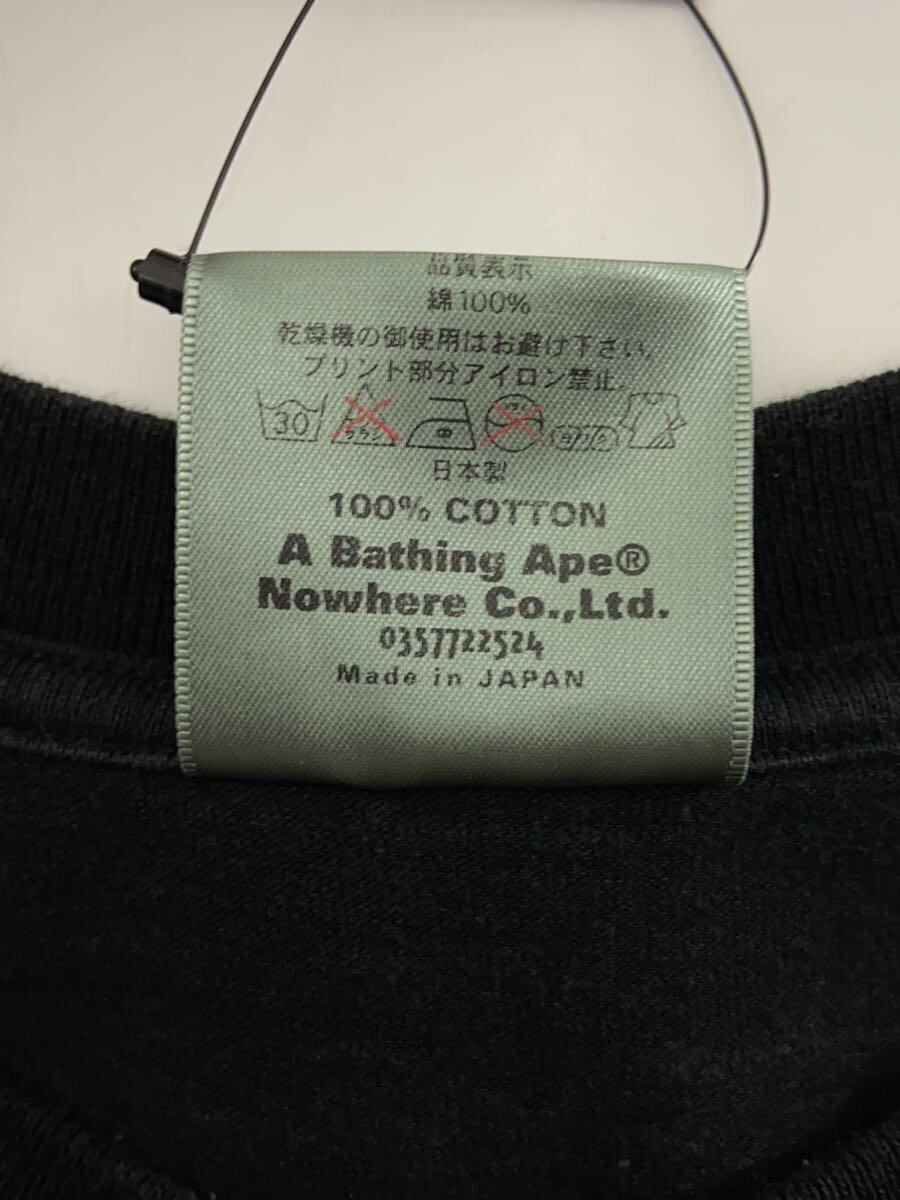 品質表示
綿100%
乾燥機の御使用はお避け下さい。
プリント部分アイロン禁止。
30 中
日本製
100% COTTON
A Bathing Ape®
Nowhere Co.,Ltd.
0357722524
Made in JAPAN